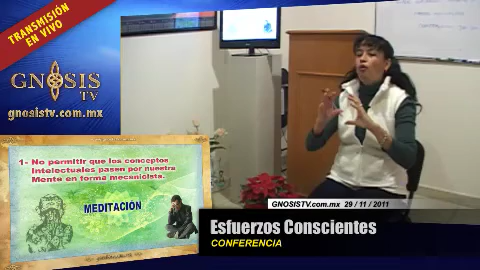 TRANSMISIÓN
EN VIVO
GNOSIS
TV
gnosistv.com.mx
1- No permitir que los conceptos
Intelectuales pasen por nuestra
Mente en forma mecanicista.
MEDITACIÓN
GNOSISTV.com.mx 29 / 11 / 2011
Esfuerzos Conscientes
CONFERENCIA